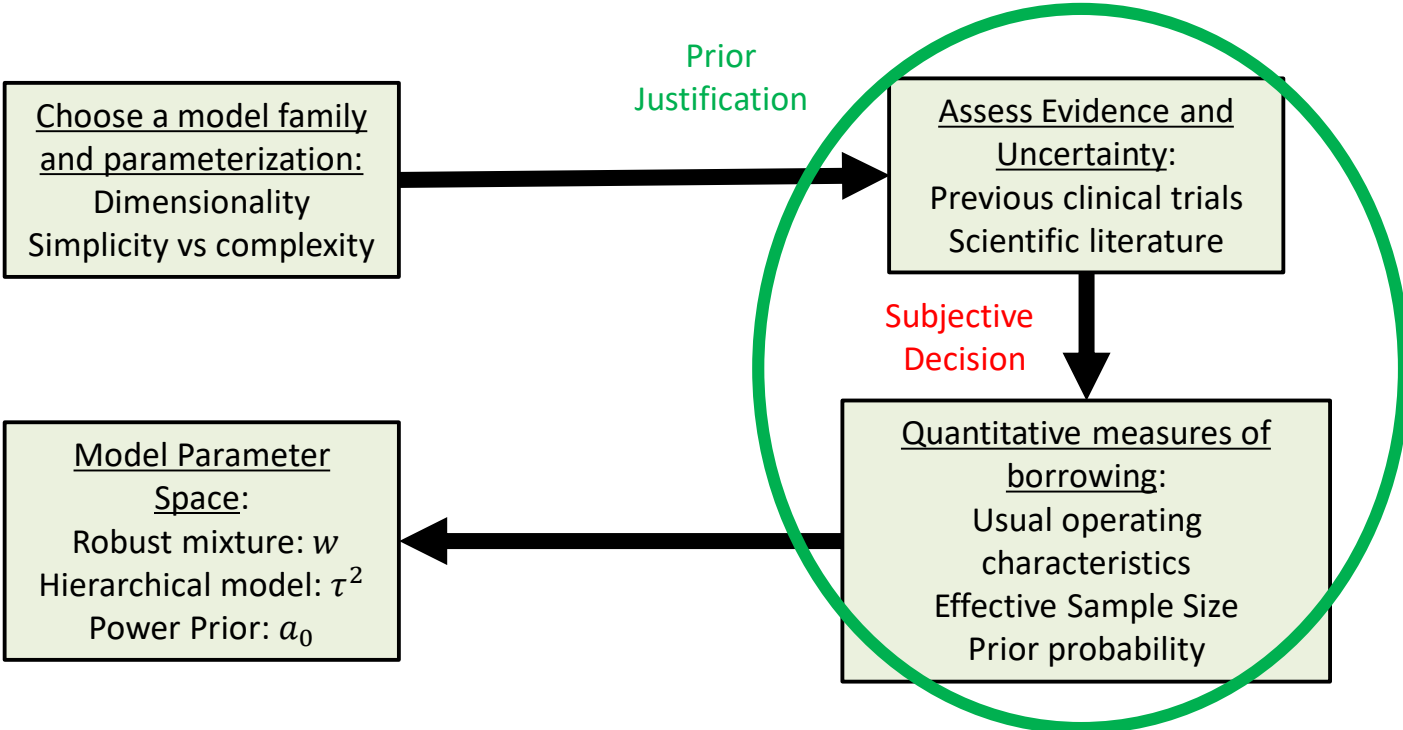 Prior
Justification
Choose a model family
and parameterization:
Dimensionality
Simplicity vs complexity
Assess Evidence and
Uncertainty:
Previous clinical trials
Scientific literature
Subjective
Decision
Quantitative measures of
borrowing:
Usual operating
characteristics
Effective Sample Size
Prior probability
Model Parameter
Space:
Robust mixture: 𝑤
Hierarchical model: 𝜏²
Power Prior: 𝑎₀